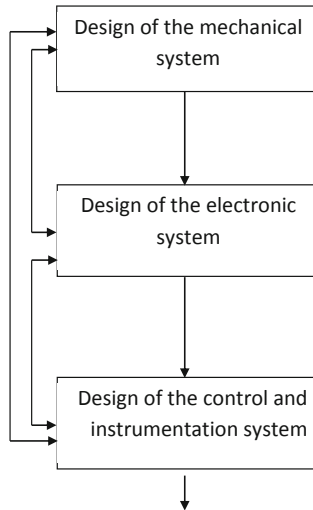 Design of the mechanical
system
Design of the electronic
system
Design of the control and
instrumentation system